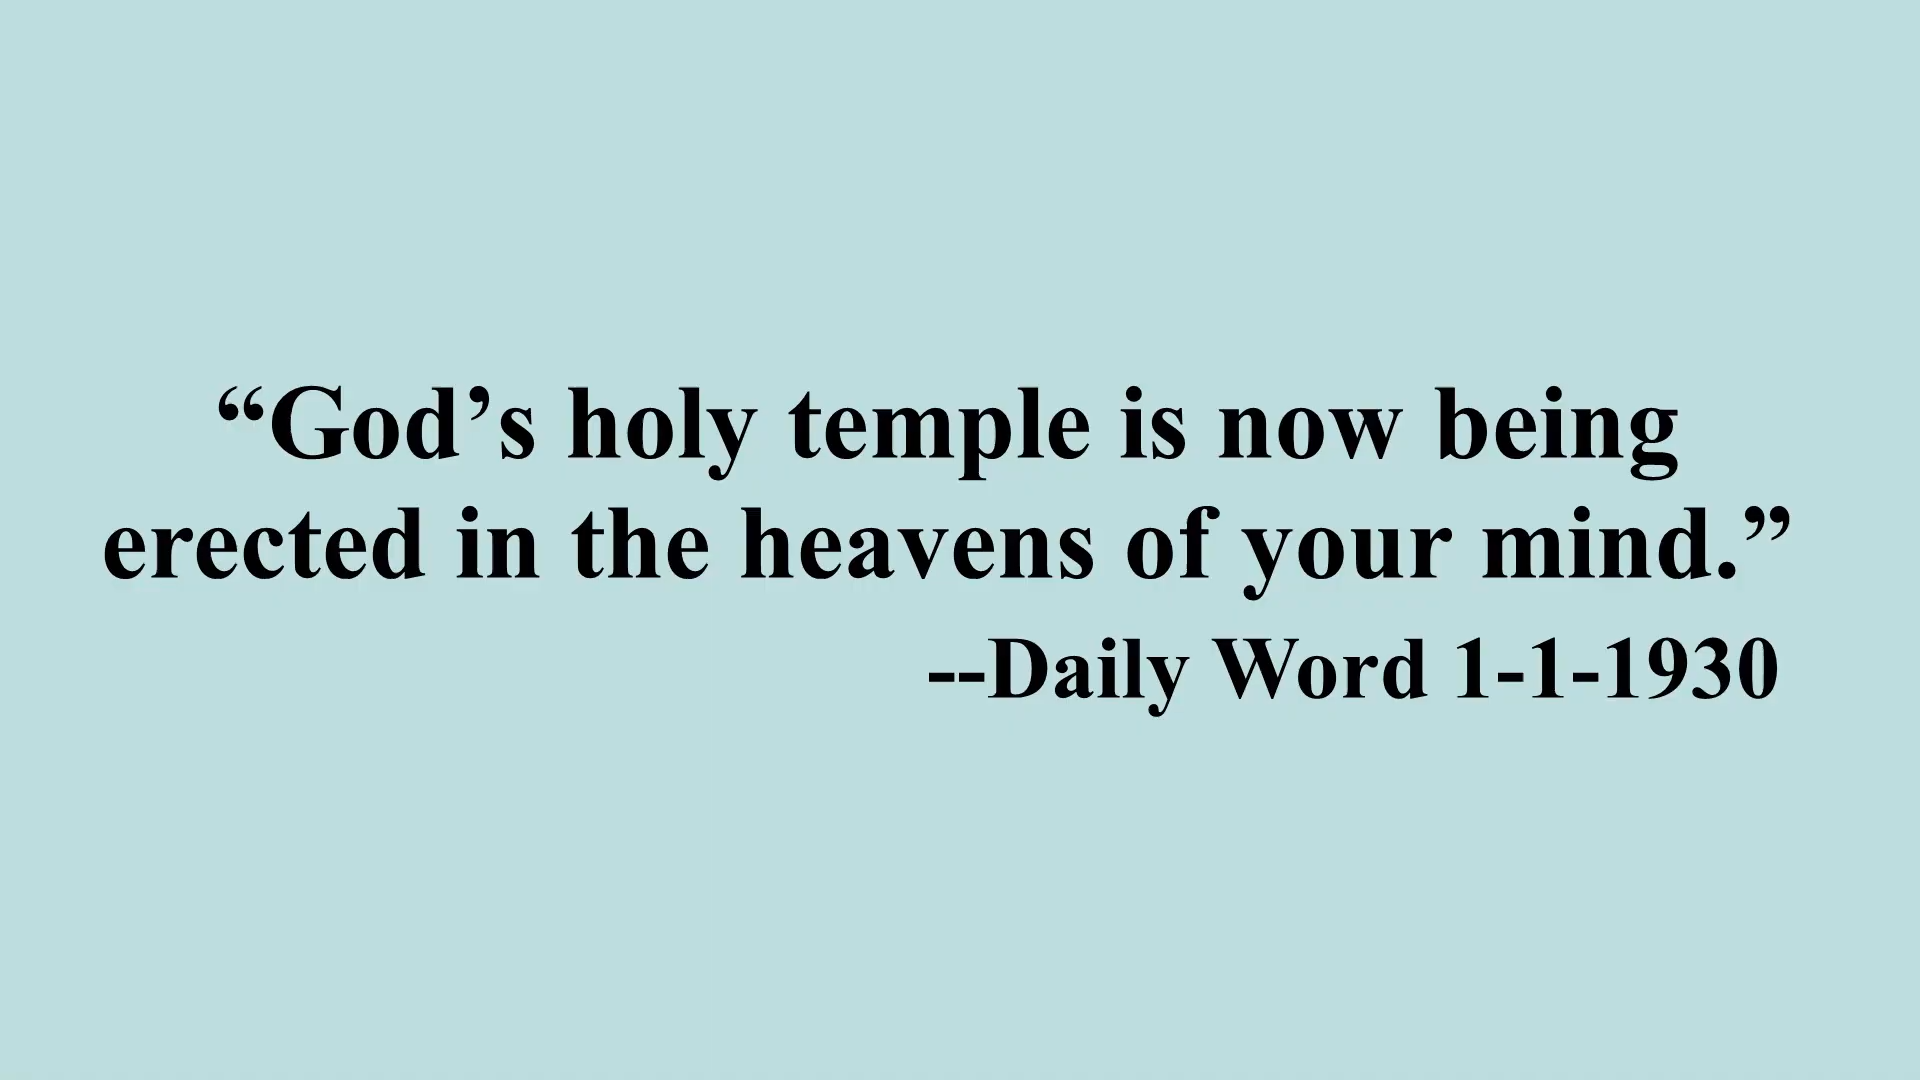 “God’s holy temple is now being
erected in the heavens of your mind.”
--Daily Word 1-1-1930